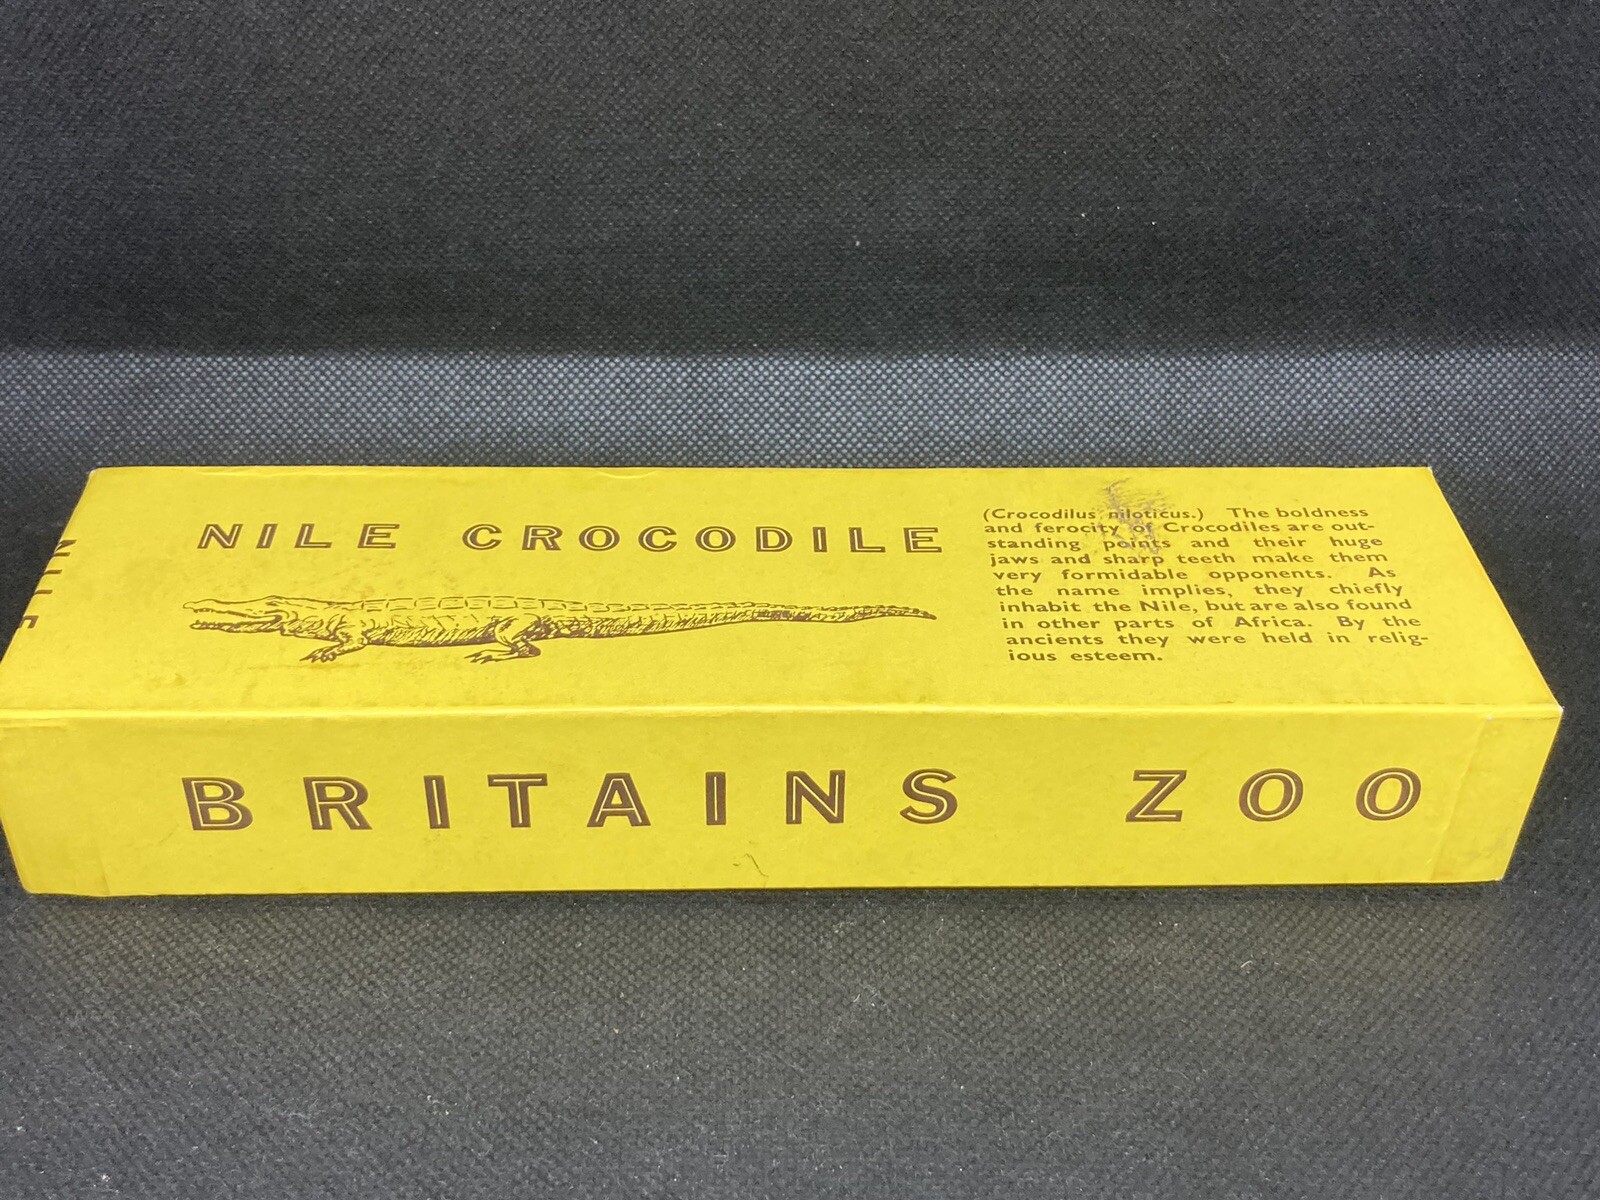 NILE CROCODILE
(Crocodilus niloticus.) The boldness
and ferocity of Crocodiles are out-
standing points and their huge
jaws and sharp teeth make them
very formidable opponents. As
the name implies, they chiefly
inhabit the Nile, but are also found
in other parts of Africa. By the
ancients they were held in relig-
ious esteem.
NILE
BRITAINS ZOO